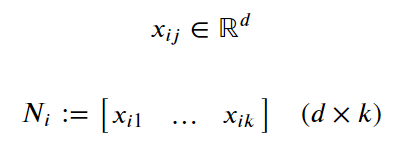 x_{ij} ∈ ℝ^d
N_i := [x_{i1} … x_{ik}] (d × k)